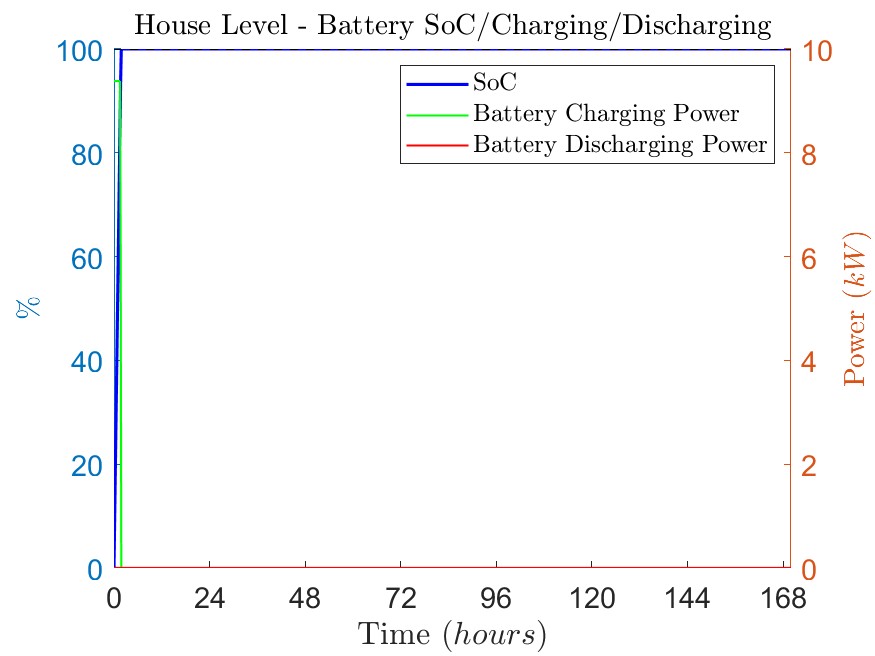 House Level - Battery SoC/Charging/Discharging
100
80
60
40
20
0
%
SoC
Battery Charging Power
Battery Discharging Power
10
8
6
4
2
0
Power (kW)
0 24 48 72 96 120 144 168
Time (hours)